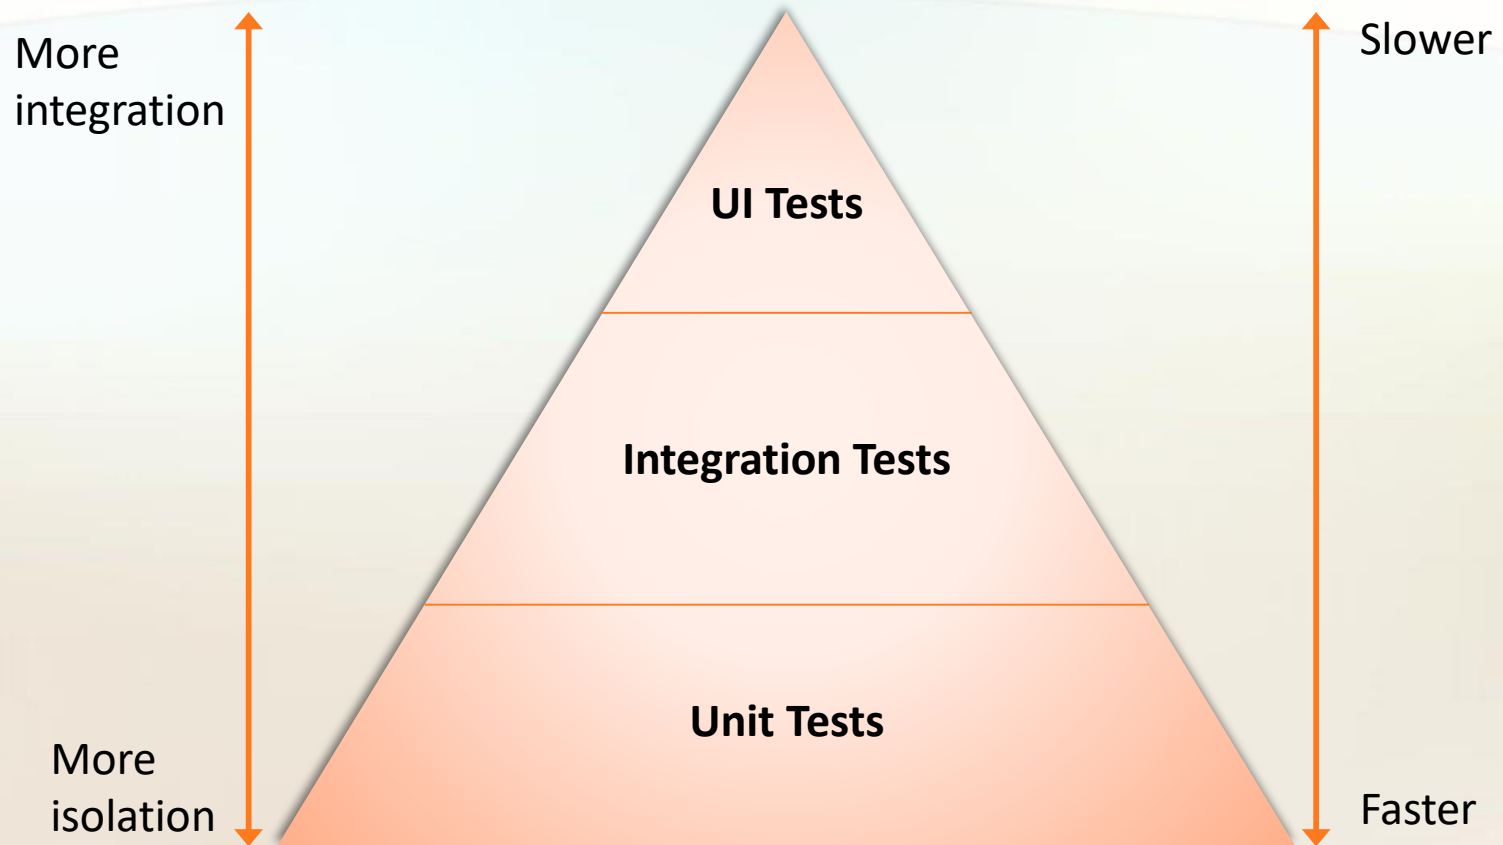 More
integration
Slower
UI Tests
Integration Tests
Unit Tests
More
isolation
Faster